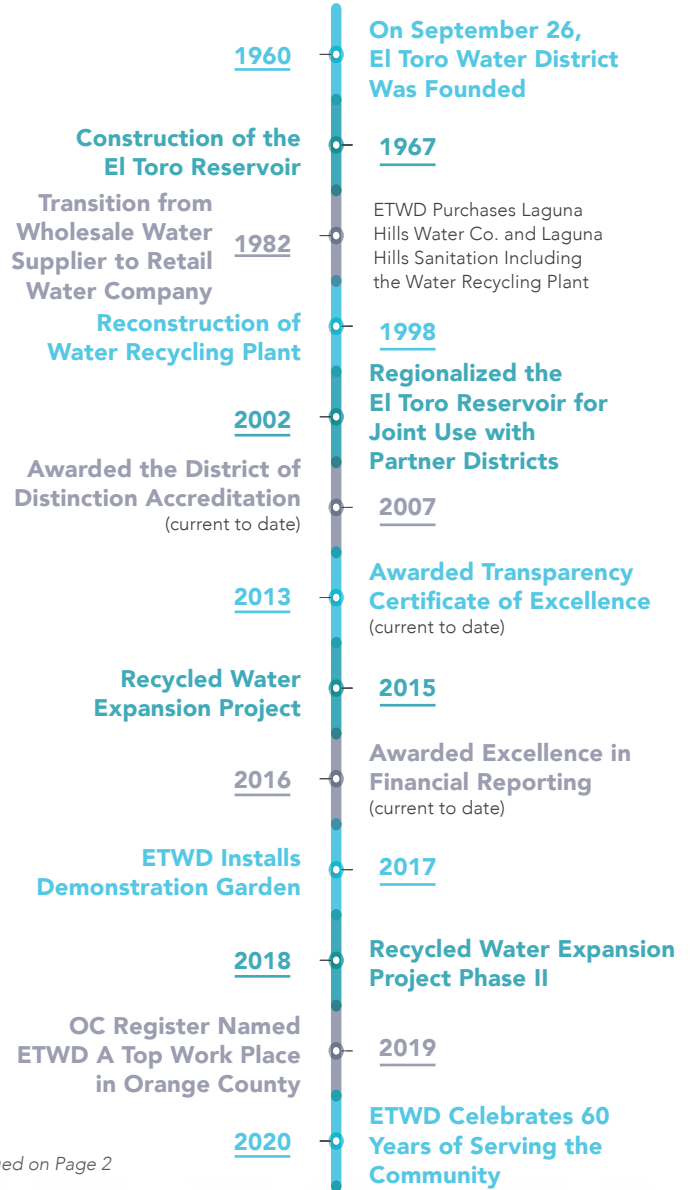 1960
On September 26,
El Toro Water District
Was Founded
Construction of the
El Toro Reservoir
1967
Transition from
Wholesale Water
Supplier to Retail
Water Company
1982
ETWD Purchases Laguna
Hills Water Co. and Laguna
Hills Sanitation Including
the Water Recycling Plant
Reconstruction of
Water Recycling Plant
1998
2002
Regionalized the
El Toro Reservoir for
Joint Use with
Partner Districts
Awarded the District of
Distinction Accreditation
(current to date)
2007
2013
Awarded Transparency
Certificate of Excellence
(current to date)
Recycled Water
Expansion Project
2015
2016
Awarded Excellence in
Financial Reporting
(current to date)
ETWD Installs
Demonstration Garden
2017
2018
Recycled Water Expansion
Project Phase II
OC Register Named
ETWD A Top Work Place
in Orange County
2019
2020
ETWD Celebrates 60
Years of Serving the
Community
on Page 2